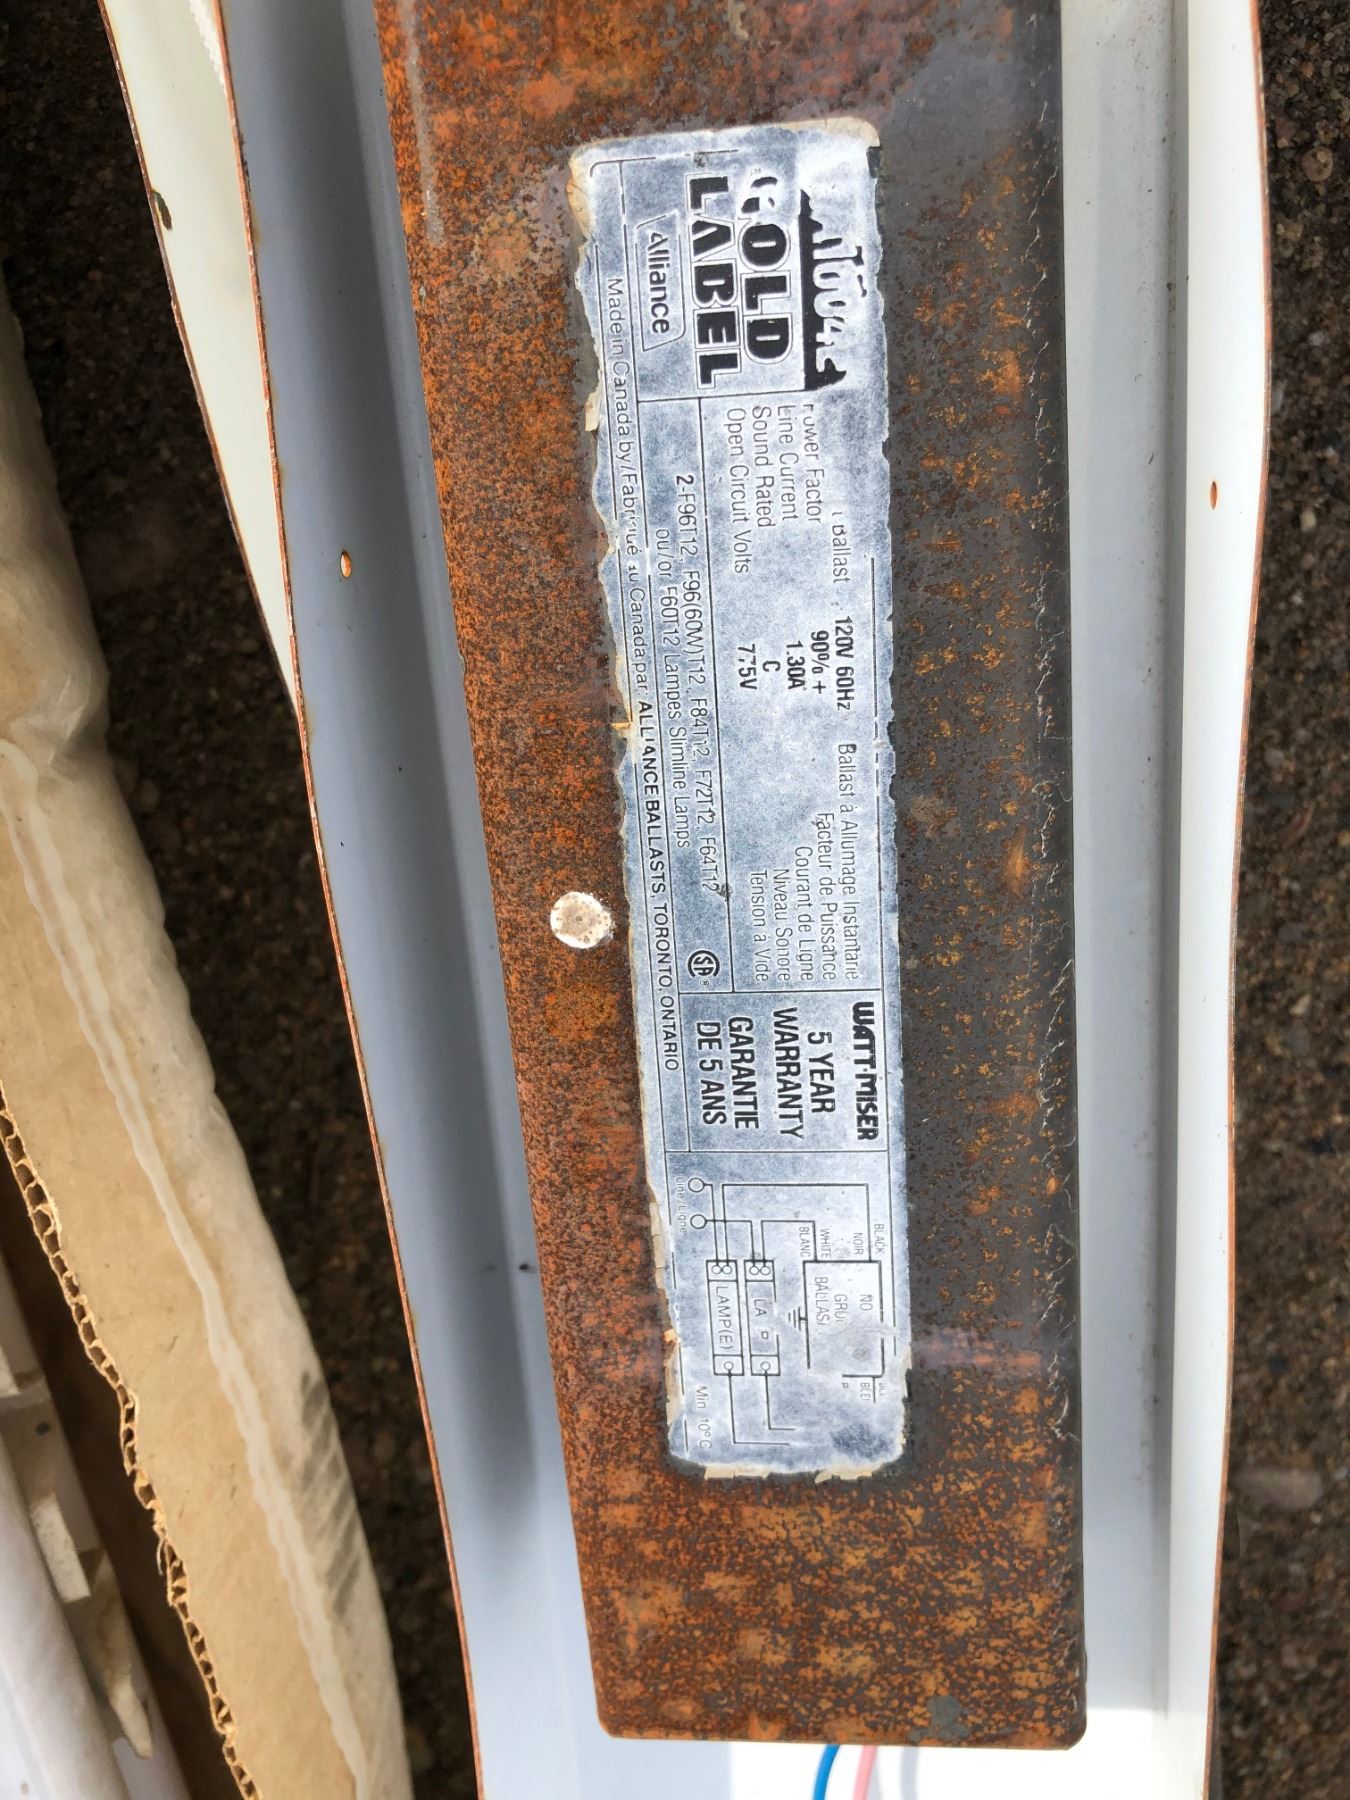 GOLD
LABEL
Alliance
Ballast 120V 60Hz Ballast à Allumage Instantané
Power Factor 90% + Facteur de Puissance
Line Current 1.30A Courant de Ligne
Sound Rated C Niveau Sonore
Open Circuit Volts Tension à Vide
2-F96T12, F96(60W)T12, F84T12, F72T12, F64T12
ou/or F60T12 Lampes Slimline Lamps
Made in Canada by/Fabriqué au Canada par: ALLIANCE BALLASTS, TORONTO, ONTARIO
WATT-MISER
5 YEAR
WARRANTY
GARANTIE
DE 5 ANS
BLACK
NOIR
WHITE
BLANC
BALLAST
LAMP(E)
Line/Ligne
Min. 10°C